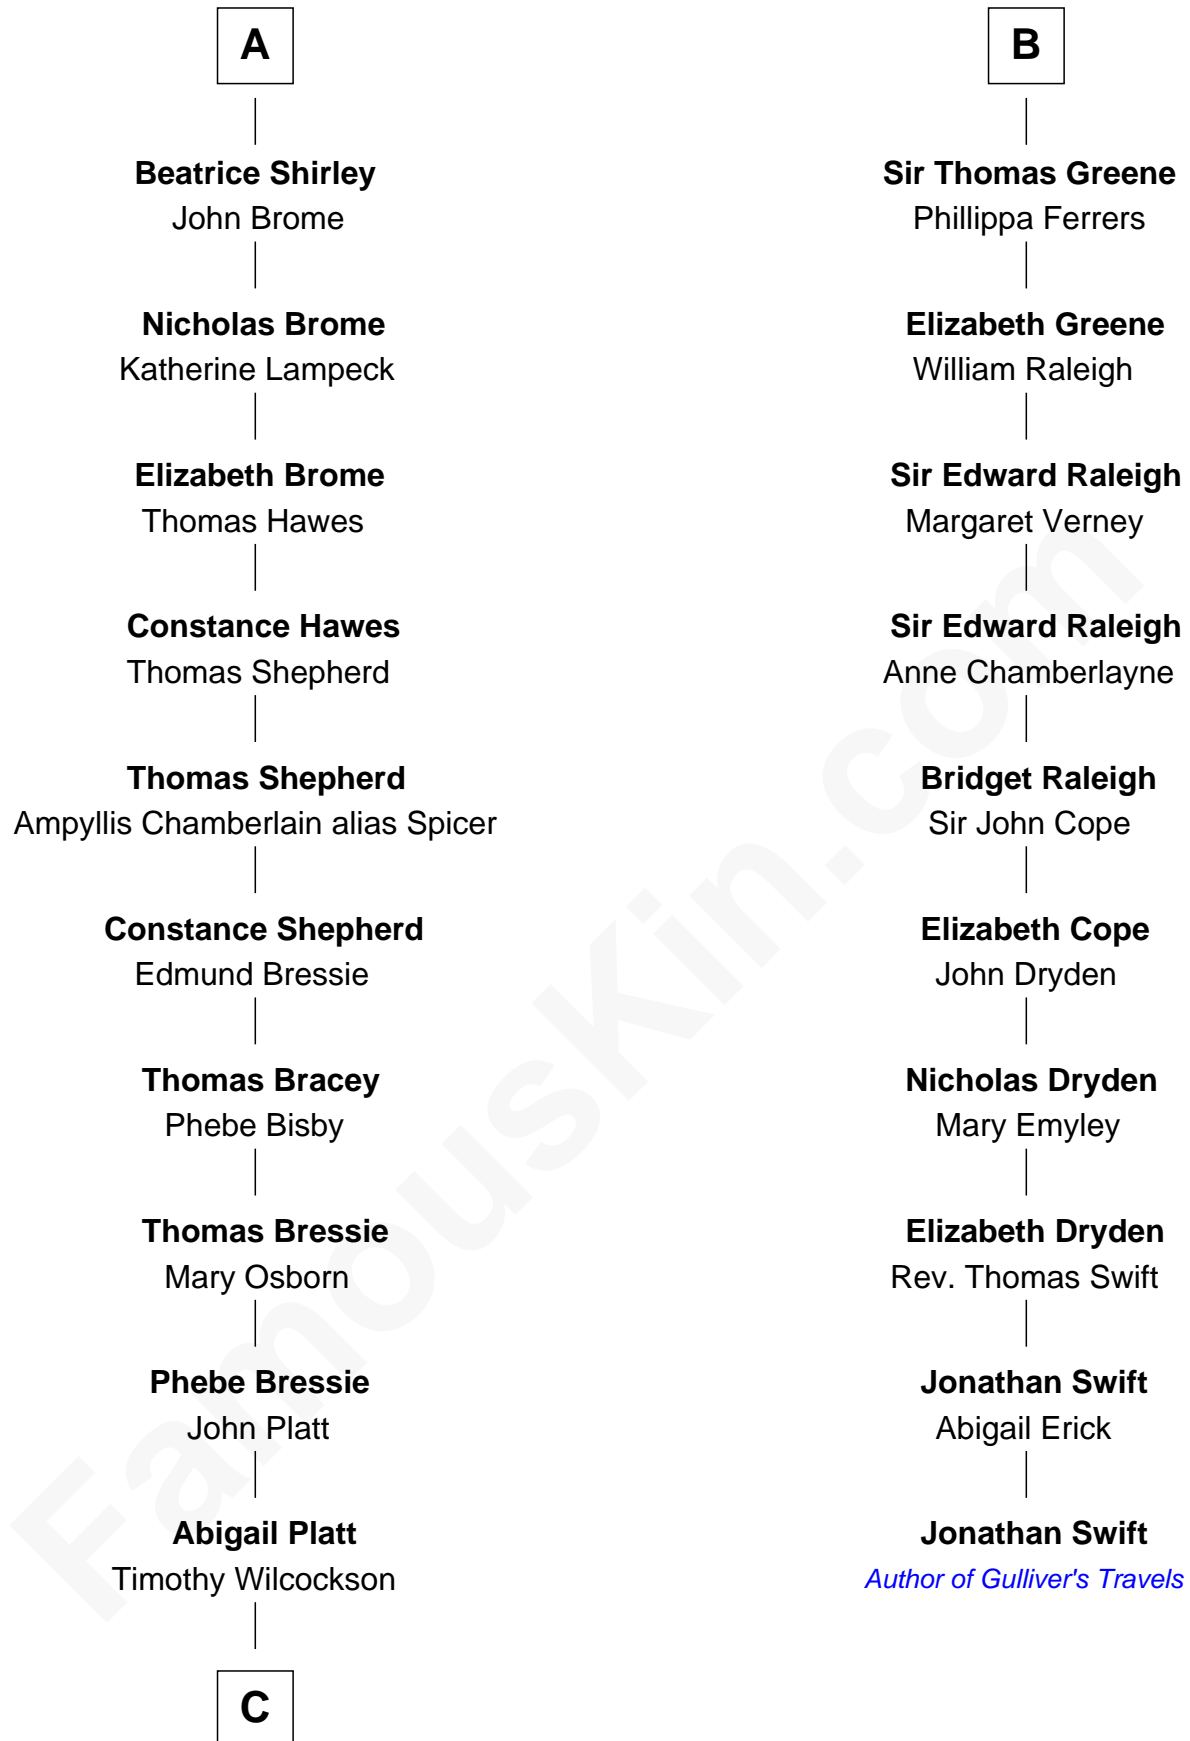 A
Beatrice Shirley
John Brome
Nicholas Brome
Katherine Lampeck
Elizabeth Brome
Thomas Hawes
Constance Hawes
Thomas Shepherd
Thomas Shepherd
Ampyllis Chamberlain alias Spicer
Constance Shepherd
Edmund Bressie
Thomas Bracey
Phebe Bisby
Thomas Bressie
Mary Osborn
Phebe Bressie
John Platt
Abigail Platt
Timothy Wilcockson
C
B
Sir Thomas Greene
Phillippa Ferrers
Elizabeth Greene
William Raleigh
Sir Edward Raleigh
Margaret Verney
Sir Edward Raleigh
Anne Chamberlayne
Bridget Raleigh
Sir John Cope
Elizabeth Cope
John Dryden
Nicholas Dryden
Mary Emyley
Elizabeth Dryden
Rev. Thomas Swift
Jonathan Swift
Abigail Erick
Jonathan Swift
Author of Gulliver's Travels
FamousKin.com